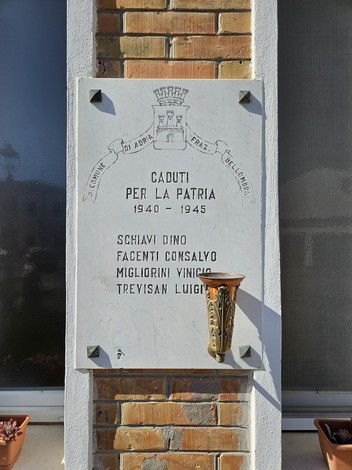 COMUNE DI ADRIA FRAZ.NE BELLOMBRA
CADUTI
PER LA PATRIA
1940 - 1945
SCHIAVI DINO
FACENTI CONSALVO
MIGLIORINI VINICIO
TREVISAN LUIGI